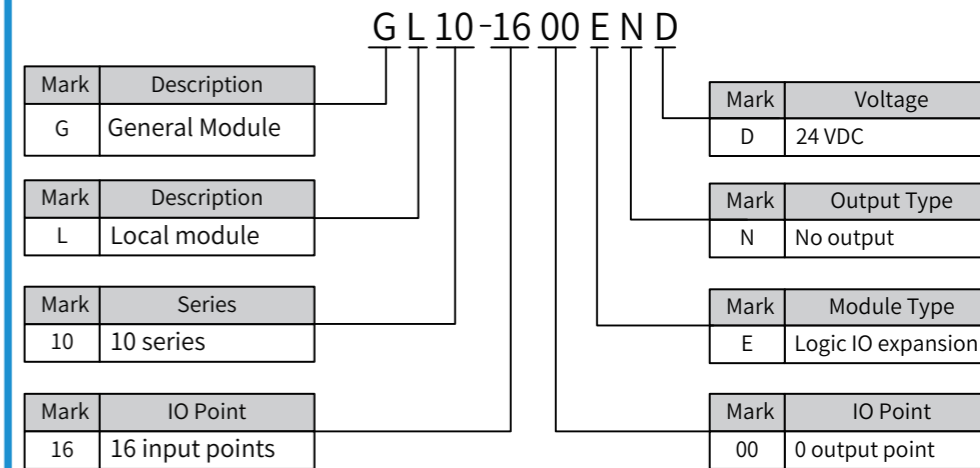 GL10-1600END
Mark Description
G General Module
Mark Description
L Local module
Mark Series
10 10 series
Mark IO Point
16 16 input points
Mark Voltage
D 24 VDC
Mark Output Type
N No output
Mark Module Type
E Logic IO expansion
Mark IO Point
00 0 output point